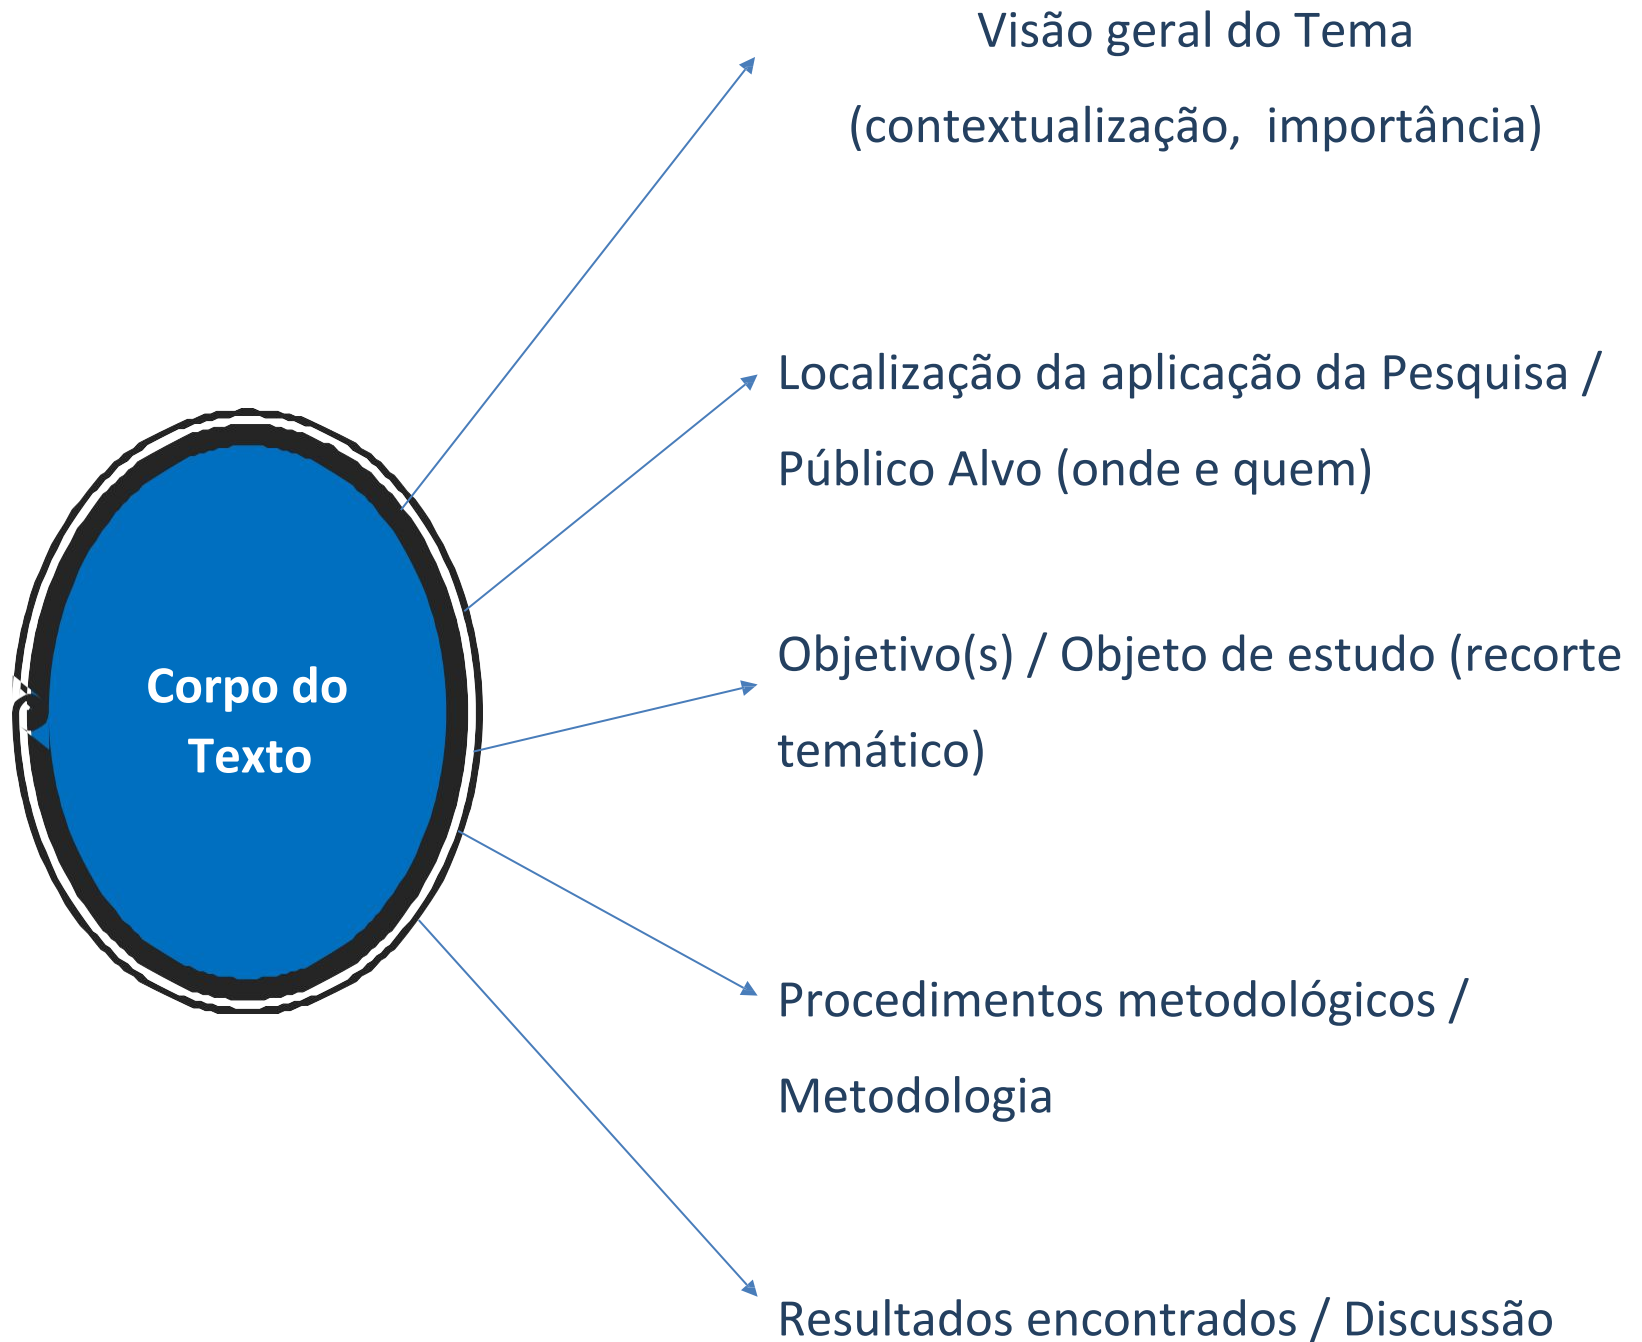 Visão geral do Tema
(contextualização, importância)
Localização da aplicação da Pesquisa /
Público Alvo (onde e quem)
Objetivo(s) / Objeto de estudo (recorte
temático)
Corpo do
Texto
Procedimentos metodológicos /
Metodologia
Resultados encontrados / Discussão